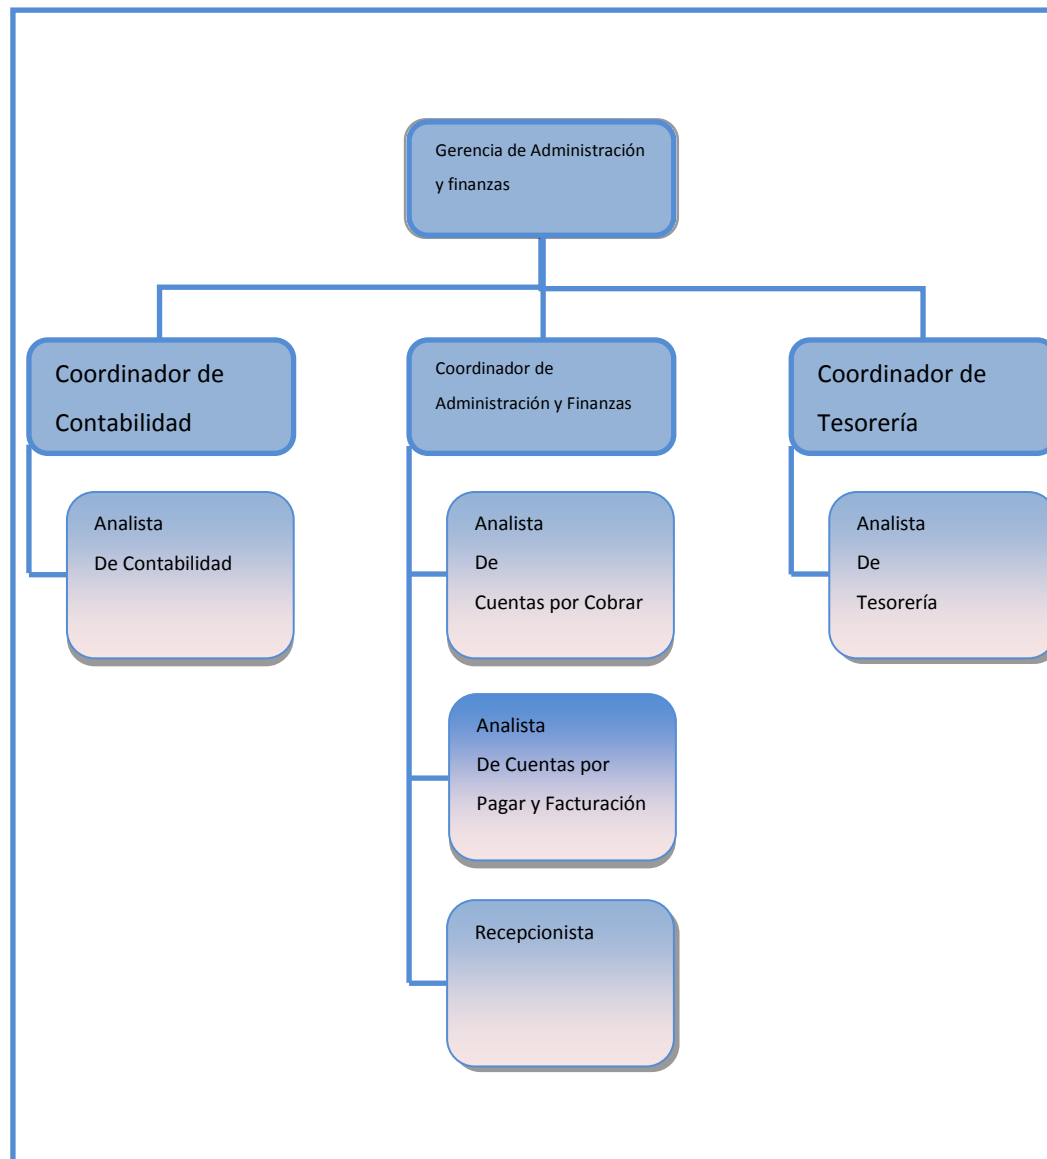 Gerencia de Administración
y finanzas
Coordinador de
Contabilidad
Coordinador de
Administración y Finanzas
Coordinador de
Tesorería
Analista
De Contabilidad
Analista
De
Cuentas por Cobrar
Analista
De
Tesorería
Analista
De Cuentas por
Pagar y Facturación
Recepcionista